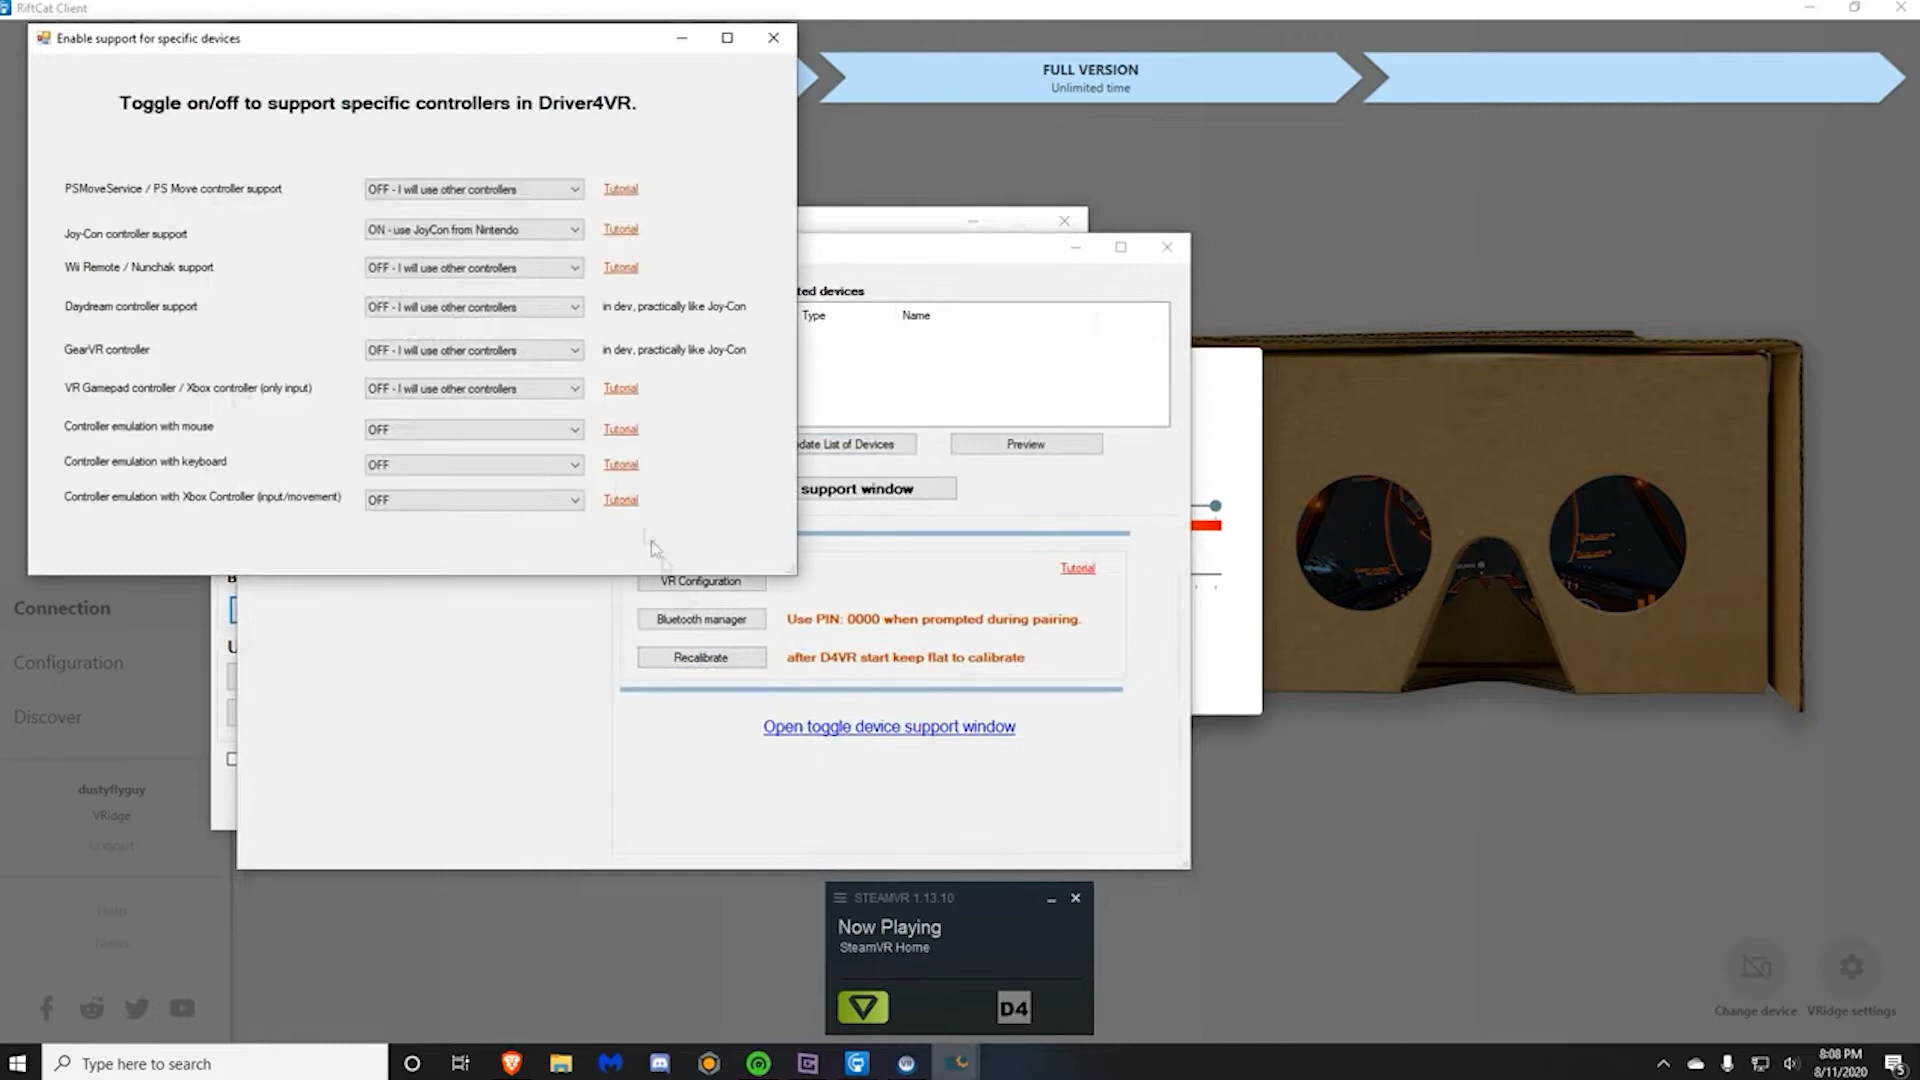 RiftCat Client
Enable support for specific devices
FULL VERSION
Unlimited time
Toggle on/off to support specific controllers in Driver4VR.
PSMoveService / PS Move controller support OFF - I will use other controllers Tutorial
Joy-Con controller support ON - use JoyCon from Nintendo Tutorial
Wii Remote / Nunchak support OFF - I will use other controllers Tutorial
Daydream controller support OFF - I will use other controllers in dev, practically like Joy-Con
GearVR controller OFF - I will use other controllers in dev, practically like Joy-Con
VR Gamepad controller / Xbox controller (only input) OFF - I will use other controllers Tutorial
Controller emulation with mouse OFF Tutorial
Controller emulation with keyboard OFF Tutorial
Controller emulation with Xbox Controller (input/movement) OFF Tutorial
ted devices
Type Name
date List of Devices Preview
support window
Tutorial
VR Configuration
Bluetooth manager Use PIN: 0000 when prompted during pairing.
Recalibrate after D4VR start keep flat to calibrate
Open toggle device support window
Connection
Configuration
Discover
dustyflyguy
VRidge
Logout
Help
News
STEAMVR 1.13.10
Now Playing
SteamVR Home
D4
Change device VRidge settings
Type here to search
8:08 PM
8/11/2020
5